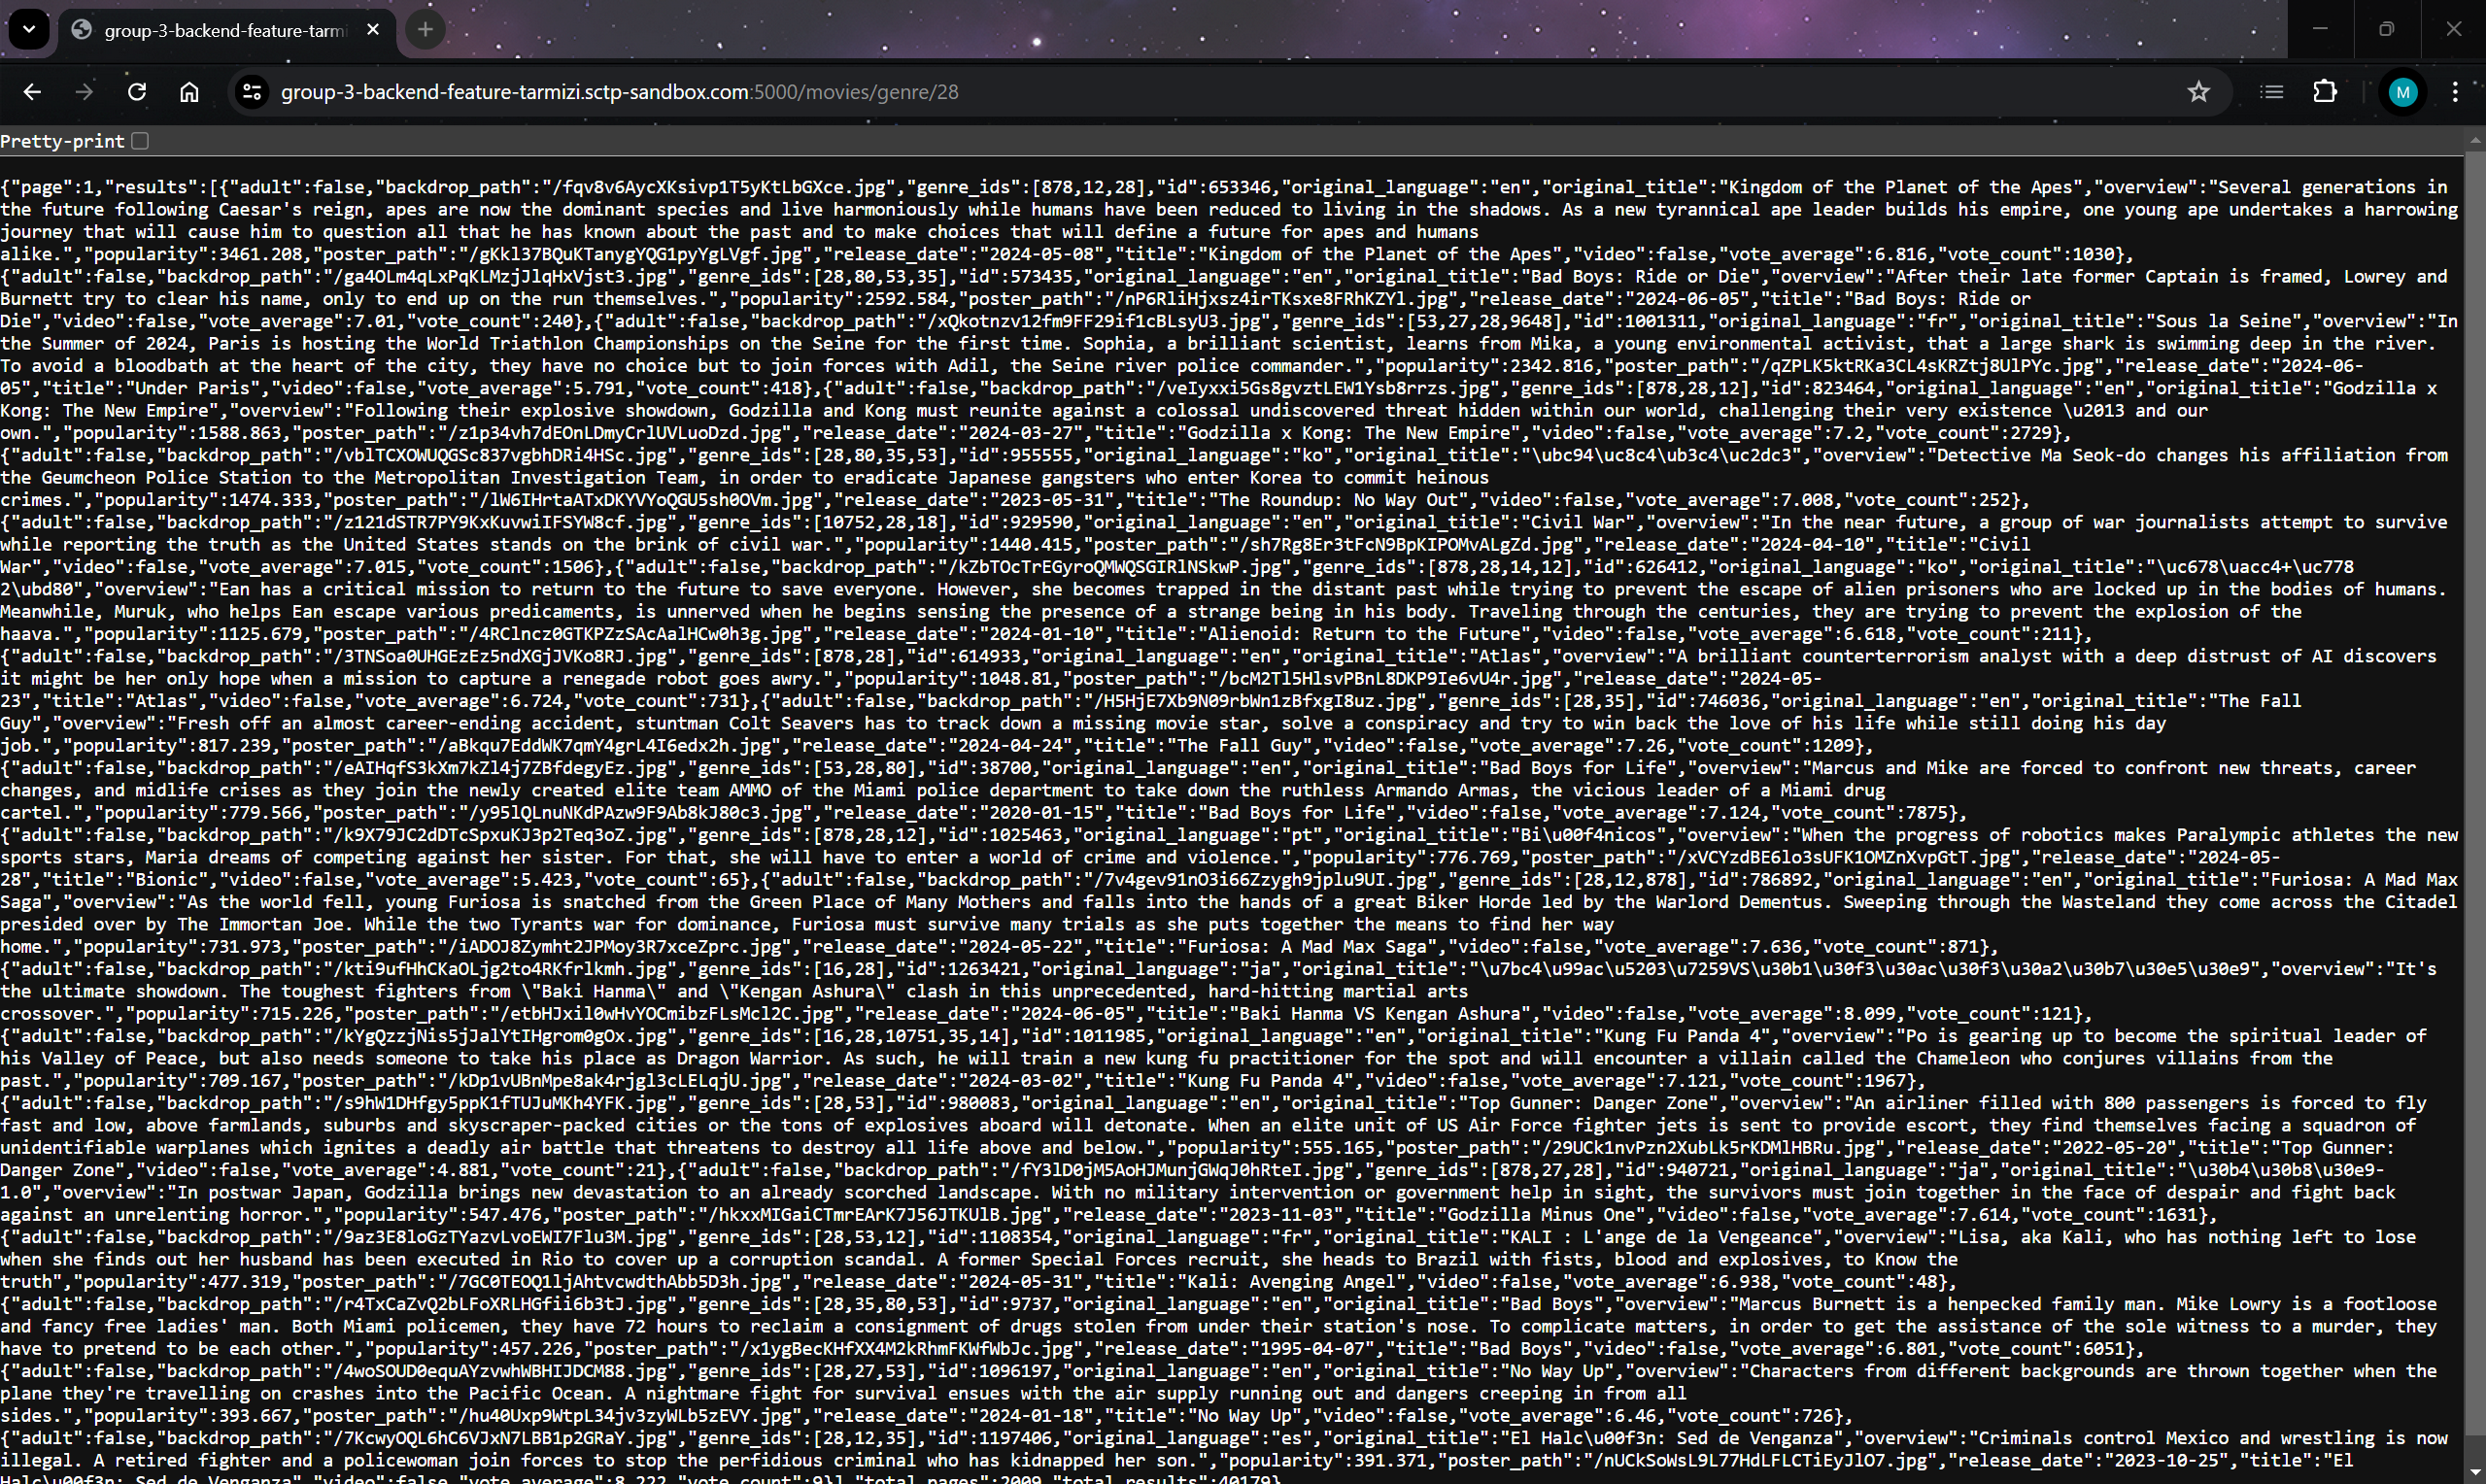 group-3-backend-feature-tarmi
group-3-backend-feature-tarmizi.sctp-sandbox.com:5000/movies/genre/28
M
Pretty-print
{"page":1,"results":[{"adult":false,"backdrop_path":"/fqv8v6AycXKsivp1T5yKtLbGXce.jpg","genre_ids":[878,12,28],"id":653346,"original_language":"en","original_title":"Kingdom of the Planet of the Apes","overview":"Several generations in
the future following Caesar's reign, apes are now the dominant species and live harmoniously while humans have been reduced to living in the shadows. As a new tyrannical ape leader builds his empire, one young ape undertakes a harrowing
journey that will cause him to question all that he has known about the past and to make choices that will define a future for apes and humans
alike.","popularity":3461.208,"poster_path":"/gKkl37BQuKTanygYQG1pyYgLVgf.jpg","release_date":"2024-05-08","title":"Kingdom of the Planet of the Apes","video":false,"vote_average":6.816,"vote_count":1030},
{"adult":false,"backdrop_path":"/ga4OLm4qLxPqKLMzjJlqHxVjst3.jpg","genre_ids":[28,80,53,35],"id":573435,"original_language":"en","original_title":"Bad Boys: Ride or Die","overview":"After their late former Captain is framed, Lowrey and
Burnett try to clear his name, only to end up on the run themselves.","popularity":2592.584,"poster_path":"/nP6RliHjxsz4irTKsxe8FRhKZYl.jpg","release_date":"2024-06-05","title":"Bad Boys: Ride or
Die","video":false,"vote_average":7.01,"vote_count":240},{"adult":false,"backdrop_path":"/xQkotnzv12fm9FF29if1cBLsyU3.jpg","genre_ids":[53,27,28,9648],"id":1001311,"original_language":"fr","original_title":"Sous la Seine","overview":"In
the Summer of 2024, Paris is hosting the World Triathlon Championships on the Seine for the first time. Sophia, a brilliant scientist, learns from Mika, a young environmental activist, that a large shark is swimming deep in the river.
To avoid a bloodbath at the heart of the city, they have no choice but to join forces with Adil, the Seine river police commander.","popularity":2342.816,"poster_path":"/qZPLK5ktRKa3CL4sKRZtj8UlPYc.jpg","release_date":"2024-06-
05","title":"Under Paris","video":false,"vote_average":5.791,"vote_count":418},{"adult":false,"backdrop_path":"/veIyxxi5Gs8gvztLEW1Ysb8rrzs.jpg","genre_ids":[878,28,12],"id":823464,"original_language":"en","original_title":"Godzilla x
Kong: The New Empire","overview":"Following their explosive showdown, Godzilla and Kong must reunite against a colossal undiscovered threat hidden within our world, challenging their very existence \u2013 and our
own.","popularity":1588.863,"poster_path":"/z1p34vh7dEOnLDmyCrlUVLuoDzd.jpg","release_date":"2024-03-27","title":"Godzilla x Kong: The New Empire","video":false,"vote_average":7.2,"vote_count":2729},
{"adult":false,"backdrop_path":"/vblTCXOWUQGSc837vgbhDRi4HSc.jpg","genre_ids":[28,80,35,53],"id":955555,"original_language":"ko","original_title":"\ubc94\uc8c4\ub3c4\uc2dc3","overview":"Detective Ma Seok-do changes his affiliation from
the Geumcheon Police Station to the Metropolitan Investigation Team, in order to eradicate Japanese gangsters who enter Korea to commit heinous
crimes.","popularity":1474.333,"poster_path":"/lW6IHrtaATxDKYVYoQGU5sh0OVm.jpg","release_date":"2023-05-31","title":"The Roundup: No Way Out","video":false,"vote_average":7.008,"vote_count":252},
{"adult":false,"backdrop_path":"/z121dSTR7PY9KxKuvwiIFSYW8cf.jpg","genre_ids":[10752,28,18],"id":929590,"original_language":"en","original_title":"Civil War","overview":"In the near future, a group of war journalists attempt to survive
while reporting the truth as the United States stands on the brink of civil war.","popularity":1440.415,"poster_path":"/sh7Rg8Er3tFcN9BpKIPOMvALgZd.jpg","release_date":"2024-04-10","title":"Civil
War","video":false,"vote_average":7.015,"vote_count":1506},{"adult":false,"backdrop_path":"/kZbTOcTrEGyroQMWQSGIRlNSkwP.jpg","genre_ids":[878,28,14,12],"id":626412,"original_language":"ko","original_title":"\uc678\uacc4+\uc778
2\ubd80","overview":"Ean has a critical mission to return to the future to save everyone. However, she becomes trapped in the distant past while trying to prevent the escape of alien prisoners who are locked up in the bodies of humans.
Meanwhile, Muruk, who helps Ean escape various predicaments, is unnerved when he begins sensing the presence of a strange being in his body. Traveling through the centuries, they are trying to prevent the explosion of the
haava.","popularity":1125.679,"poster_path":"/4RClncz0GTKPZzSAcAalHCw0h3g.jpg","release_date":"2024-01-10","title":"Alienoid: Return to the Future","video":false,"vote_average":6.618,"vote_count":211},
{"adult":false,"backdrop_path":"/3TNSoa0UHGEzEz5ndXGjJVKo8RJ.jpg","genre_ids":[878,28],"id":614933,"original_language":"en","original_title":"Atlas","overview":"A brilliant counterterrorism analyst with a deep distrust of AI discovers
it might be her only hope when a mission to capture a renegade robot goes awry.","popularity":1048.81,"poster_path":"/bcM2Tl5HlsvPBnL8DKP9Ie6vU4r.jpg","release_date":"2024-05-
23","title":"Atlas","video":false,"vote_average":6.724,"vote_count":731},{"adult":false,"backdrop_path":"/H5HjE7Xb9N09rbWn1zBfxgI8uz.jpg","genre_ids":[28,35],"id":746036,"original_language":"en","original_title":"The Fall
Guy","overview":"Fresh off an almost career-ending accident, stuntman Colt Seavers has to track down a missing movie star, solve a conspiracy and try to win back the love of his life while still doing his day
job.","popularity":817.239,"poster_path":"/aBkqu7EddWK7qmY4grL4I6edx2h.jpg","release_date":"2024-04-24","title":"The Fall Guy","video":false,"vote_average":7.26,"vote_count":1209},
{"adult":false,"backdrop_path":"/eAIHqfS3kXm7kZl4j7ZBfdegyEz.jpg","genre_ids":[53,28,80],"id":38700,"original_language":"en","original_title":"Bad Boys for Life","overview":"Marcus and Mike are forced to confront new threats, career
changes, and midlife crises as they join the newly created elite team AMMO of the Miami police department to take down the ruthless Armando Armas, the vicious leader of a Miami drug
cartel.","popularity":779.566,"poster_path":"/y95lQLnuNKdPAzw9F9Ab8kJ80c3.jpg","release_date":"2020-01-15","title":"Bad Boys for Life","video":false,"vote_average":7.124,"vote_count":7875},
{"adult":false,"backdrop_path":"/k9X79JC2dDTcSpxuKJ3p2Teq3oZ.jpg","genre_ids":[878,28,12],"id":1025463,"original_language":"pt","original_title":"Bi\u00f4nicos","overview":"When the progress of robotics makes Paralympic athletes the new
sports stars, Maria dreams of competing against her sister. For that, she will have to enter a world of crime and violence.","popularity":776.769,"poster_path":"/xVCYzdBE6lo3sUFK1OMZnXvpGtT.jpg","release_date":"2024-05-
28","title":"Bionic","video":false,"vote_average":5.423,"vote_count":65},{"adult":false,"backdrop_path":"/7v4gev91nO3i66Zzygh9jplu9UI.jpg","genre_ids":[28,12,878],"id":786892,"original_language":"en","original_title":"Furiosa: A Mad Max
Saga","overview":"As the world fell, young Furiosa is snatched from the Green Place of Many Mothers and falls into the hands of a great Biker Horde led by the Warlord Dementus. Sweeping through the Wasteland they come across the Citadel
presided over by The Immortan Joe. While the two Tyrants war for dominance, Furiosa must survive many trials as she puts together the means to find her way
home.","popularity":731.973,"poster_path":"/iADOJ8Zymht2JPMoy3R7xceZprc.jpg","release_date":"2024-05-22","title":"Furiosa: A Mad Max Saga","video":false,"vote_average":7.636,"vote_count":871},
{"adult":false,"backdrop_path":"/kti9ufHhCKaOLjg2to4RKfrlkmh.jpg","genre_ids":[16,28],"id":1263421,"original_language":"ja","original_title":"\u7bc4\u99ac\u5203\u7259VS\u30b1\u30f3\u30ac\u30f3\u30a2\u30b7\u30e5\u30e9","overview":"It's
the ultimate showdown. The toughest fighters from \"Baki Hanma\" and \"Kengan Ashura\" clash in this unprecedented, hard-hitting martial arts
crossover.","popularity":715.226,"poster_path":"/etbHJxil0wHvYOCmibzFLsMcl2C.jpg","release_date":"2024-06-05","title":"Baki Hanma VS Kengan Ashura","video":false,"vote_average":8.099,"vote_count":121},
{"adult":false,"backdrop_path":"/kYgQzzjNis5jJalYtIHgrom0gOx.jpg","genre_ids":[16,28,10751,35,14],"id":1011985,"original_language":"en","original_title":"Kung Fu Panda 4","overview":"Po is gearing up to become the spiritual leader of
his Valley of Peace, but also needs someone to take his place as Dragon Warrior. As such, he will train a new kung fu practitioner for the spot and will encounter a villain called the Chameleon who conjures villains from the
past.","popularity":709.167,"poster_path":"/kDp1vUBnMpe8ak4rjgl3cLELqjU.jpg","release_date":"2024-03-02","title":"Kung Fu Panda 4","video":false,"vote_average":7.121,"vote_count":1967},
{"adult":false,"backdrop_path":"/s9hW1DHfgy5ppK1fTUJuMKh4YFK.jpg","genre_ids":[28,53],"id":980083,"original_language":"en","original_title":"Top Gunner: Danger Zone","overview":"An airliner filled with 800 passengers is forced to fly
fast and low, above farmlands, suburbs and skyscraper-packed cities or the tons of explosives aboard will detonate. When an elite unit of US Air Force fighter jets is sent to provide escort, they find themselves facing a squadron of
unidentifiable warplanes which ignites a deadly air battle that threatens to destroy all life above and below.","popularity":555.165,"poster_path":"/29UCk1nvPzn2XubLk5rKDMlHBRu.jpg","release_date":"2022-05-20","title":"Top Gunner:
Danger Zone","video":false,"vote_average":4.881,"vote_count":21},{"adult":false,"backdrop_path":"/fY3lD0jM5AoHJMunjGWqJ0hRteI.jpg","genre_ids":[878,27,28],"id":940721,"original_language":"ja","original_title":"\u30b4\u30b8\u30e9-
1.0","overview":"In postwar Japan, Godzilla brings new devastation to an already scorched landscape. With no military intervention or government help in sight, the survivors must join together in the face of despair and fight back
against an unrelenting horror.","popularity":547.476,"poster_path":"/hkxxMIGaiCTmrEArK7J56JTKUlB.jpg","release_date":"2023-11-03","title":"Godzilla Minus One","video":false,"vote_average":7.614,"vote_count":1631},
{"adult":false,"backdrop_path":"/9az3E8loGzTYazvLvoEWI7Flu3M.jpg","genre_ids":[28,53,12],"id":1108354,"original_language":"fr","original_title":"KALI : L'ange de la Vengeance","overview":"Lisa, aka Kali, who has nothing left to lose
when she finds out her husband has been executed in Rio to cover up a corruption scandal. A former Special Forces recruit, she heads to Brazil with fists, blood and explosives, to Know the
truth","popularity":477.319,"poster_path":"/7GC0TEOQ1ljAhtvcwdthAbb5D3h.jpg","release_date":"2024-05-31","title":"Kali: Avenging Angel","video":false,"vote_average":6.938,"vote_count":48},
{"adult":false,"backdrop_path":"/r4TxCaZvQ2bLFoXRLHGfii6b3tJ.jpg","genre_ids":[28,35,80,53],"id":9737,"original_language":"en","original_title":"Bad Boys","overview":"Marcus Burnett is a henpecked family man. Mike Lowry is a footloose
and fancy free ladies' man. Both Miami policemen, they have 72 hours to reclaim a consignment of drugs stolen from under their station's nose. To complicate matters, in order to get the assistance of the sole witness to a murder, they
have to pretend to be each other.","popularity":457.226,"poster_path":"/x1ygBecKHfXX4M2kRhmFKWfWbJc.jpg","release_date":"1995-04-07","title":"Bad Boys","video":false,"vote_average":6.801,"vote_count":6051},
{"adult":false,"backdrop_path":"/4woSOUD0equAYzvwhWBHIJDCM88.jpg","genre_ids":[28,27,53],"id":1096197,"original_language":"en","original_title":"No Way Up","overview":"Characters from different backgrounds are thrown together when the
plane they're travelling on crashes into the Pacific Ocean. A nightmare fight for survival ensues with the air supply running out and dangers creeping in from all
sides.","popularity":393.667,"poster_path":"/hu40Uxp9WtpL34jv3zyWLb5zEVY.jpg","release_date":"2024-01-18","title":"No Way Up","video":false,"vote_average":6.46,"vote_count":726},
{"adult":false,"backdrop_path":"/7KcwyOQL6hC6VJxN7LBB1p2GRaY.jpg","genre_ids":[28,12,35],"id":1197406,"original_language":"es","original_title":"El Halc\u00f3n: Sed de Venganza","overview":"Criminals control Mexico and wrestling is now
illegal. A retired fighter and a policewoman join forces to stop the perfidious criminal who has kidnapped her son.","popularity":391.371,"poster_path":"/nUCkSoWsL9L77HdLFLCTiEyJlO7.jpg","release_date":"2023-10-25","title":"El
Halc\u00f3n: Sed de Venganza","video":false,"vote_average":8.222,"vote_count":9}],"total_pages":2009,"total_results":40179}